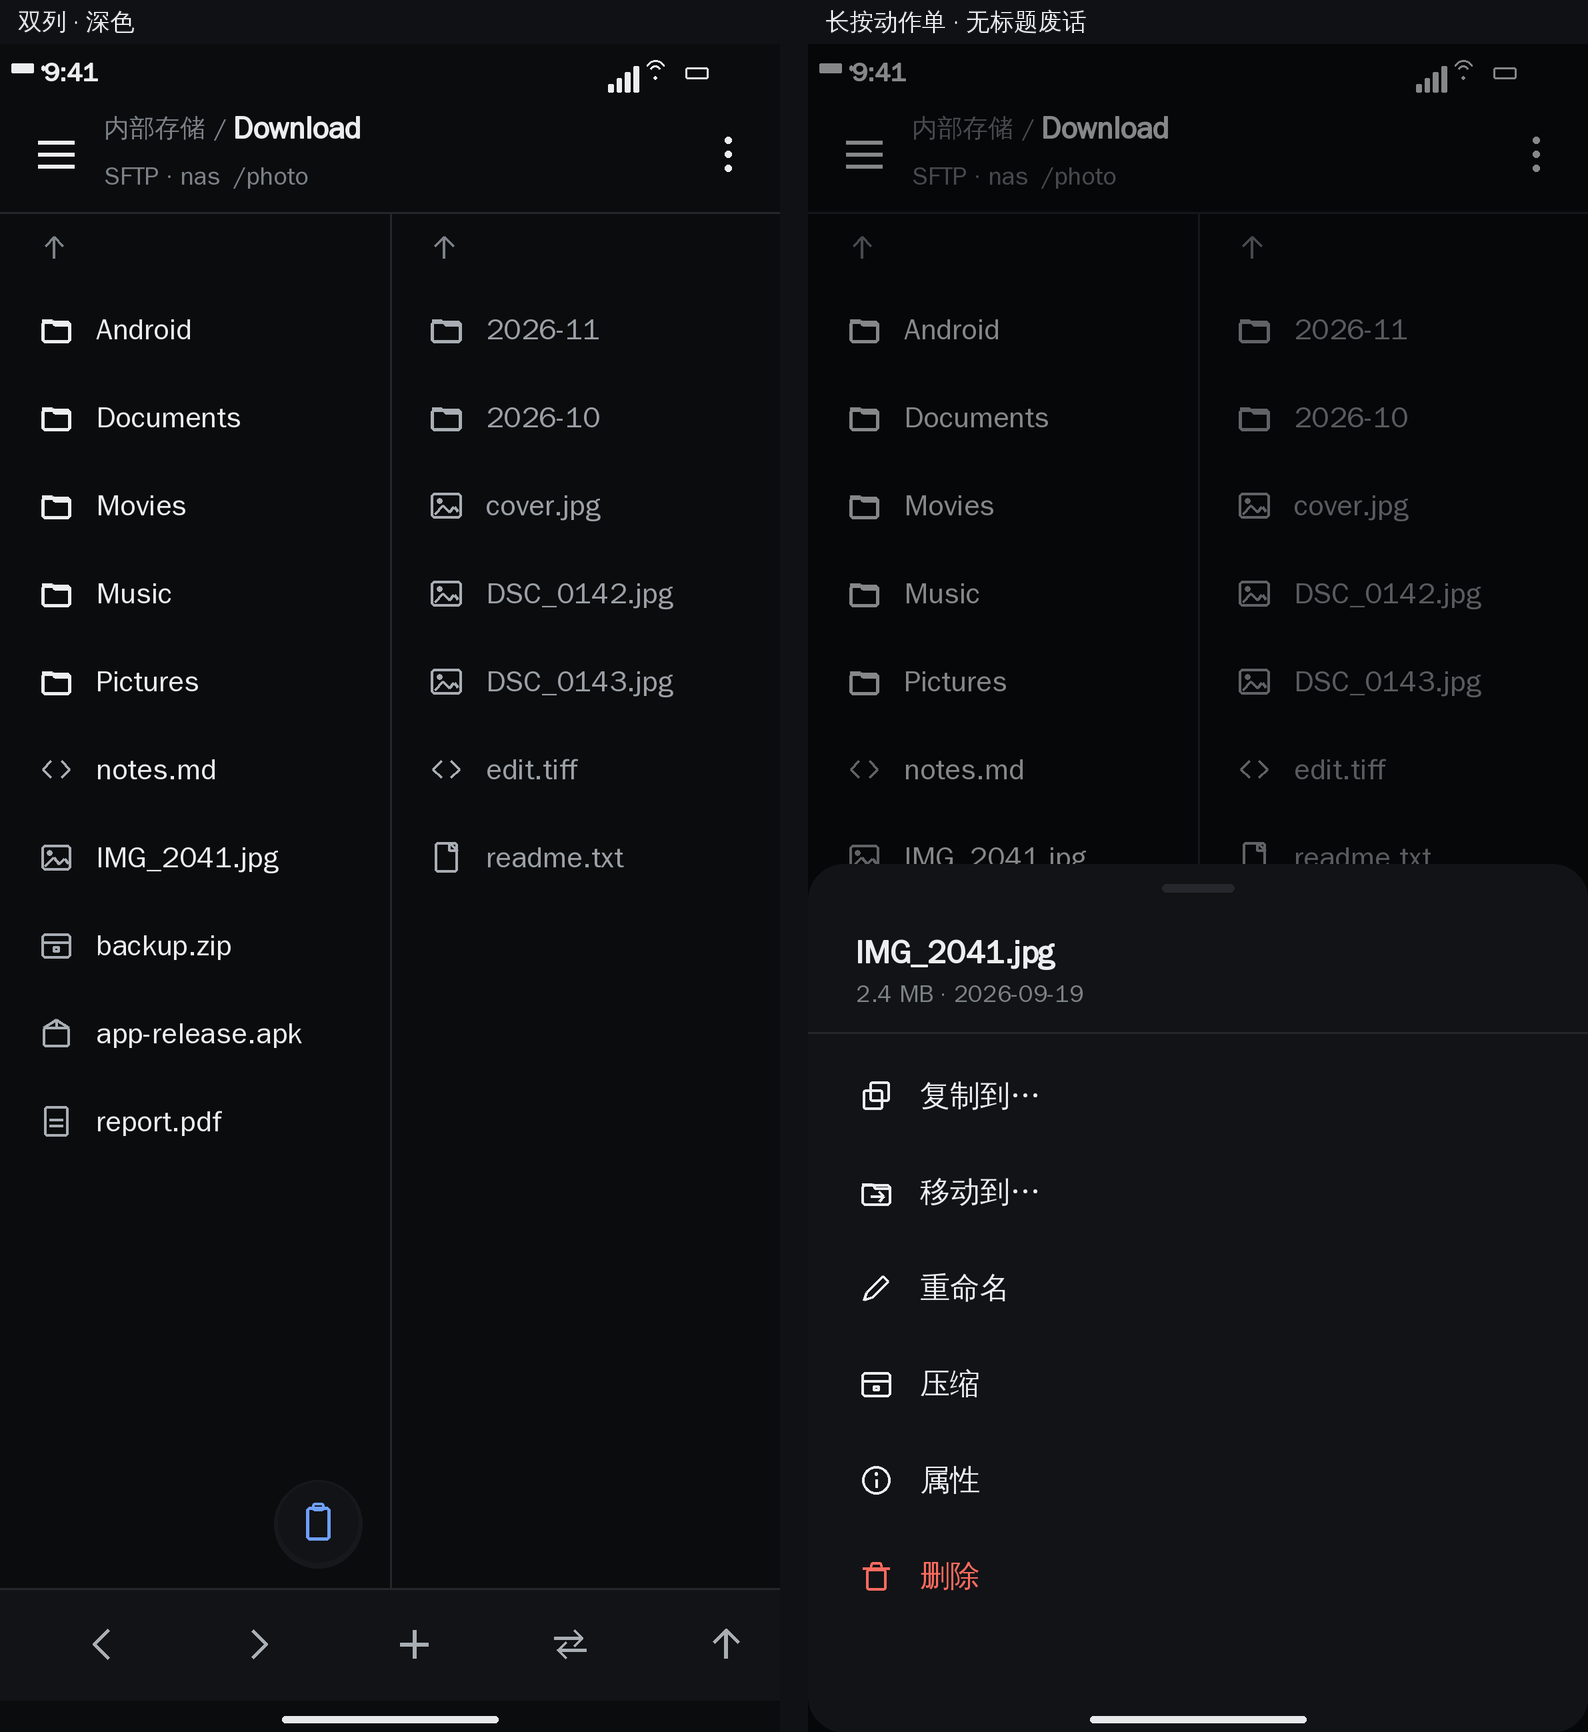 双列 · 深色
9:41
内部存储 / Download
SFTP · nas /photo
Android
Documents
Movies
Music
Pictures
notes.md
IMG_2041.jpg
backup.zip
app-release.apk
report.pdf
2026-11
2026-10
cover.jpg
DSC_0142.jpg
DSC_0143.jpg
edit.tiff
readme.txt
长按动作单 · 无标题废话
9:41
内部存储 / Download
SFTP · nas /photo
Android
Documents
Movies
Music
Pictures
notes.md
IMG_2041.jpg
2026-11
2026-10
cover.jpg
DSC_0142.jpg
DSC_0143.jpg
edit.tiff
readme.txt
IMG_2041.jpg
2.4 MB · 2026-09-19
复制到…
移动到…
重命名
压缩
属性
删除